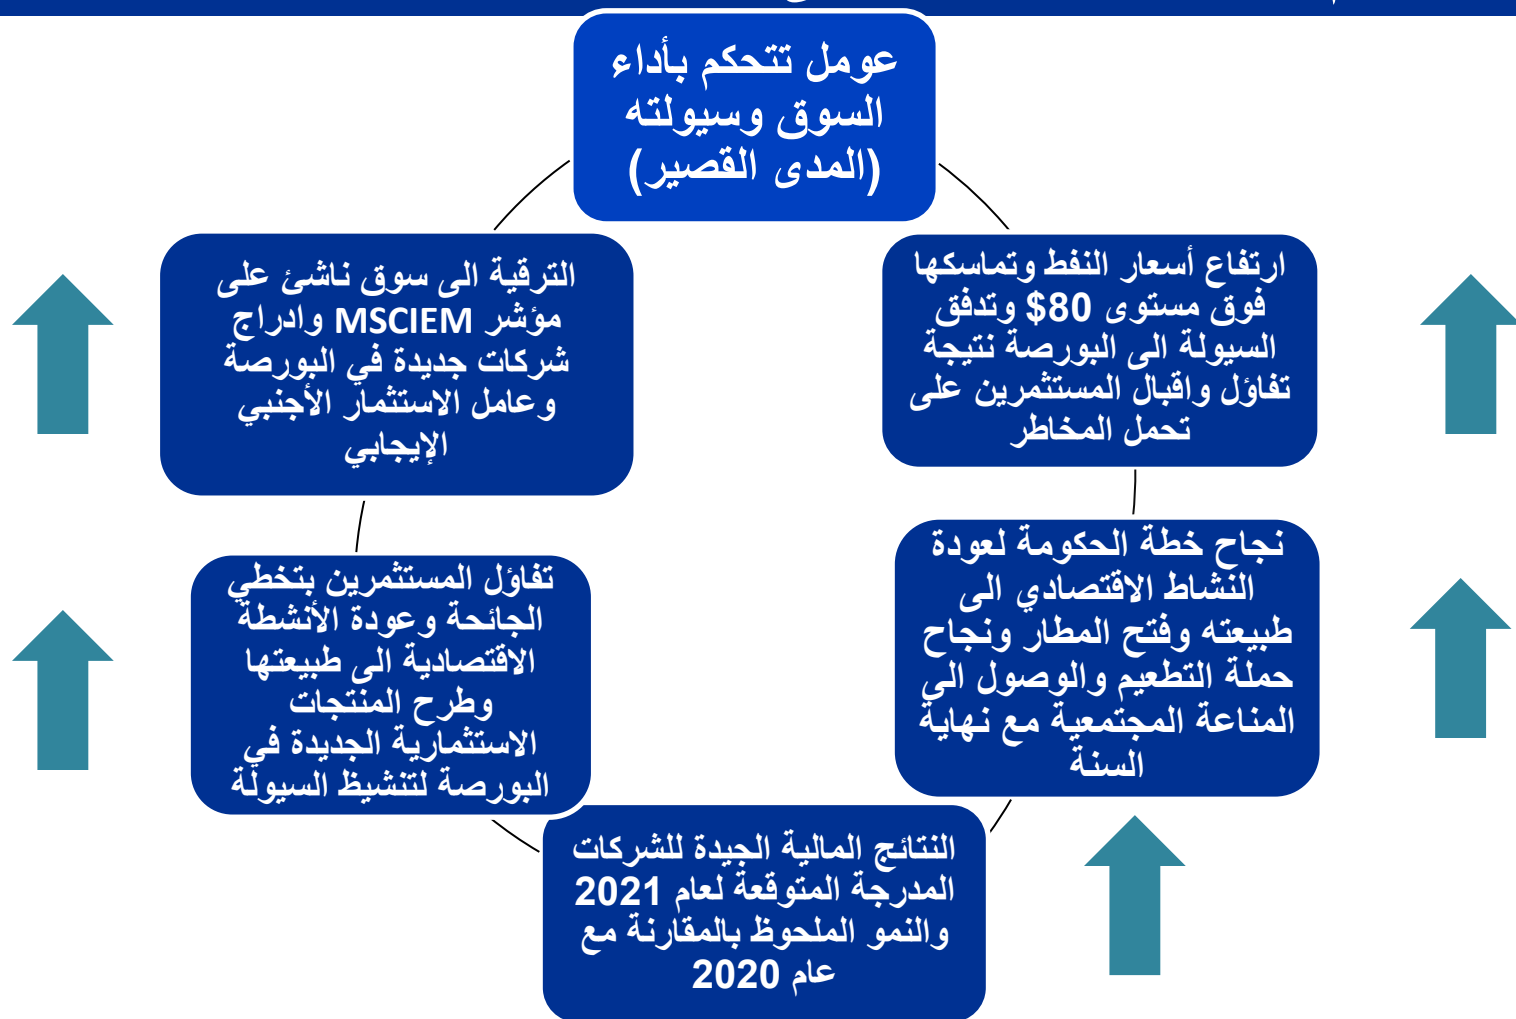 عومل تتحكم بأداء
السوق وسيولته
(المدى القصير)
ارتفاع أسعار النفط وتماسكها
فوق مستوى 80$ وتدفق
السيولة الى البورصة نتيجة
تفاؤل واقبال المستثمرين على
تحمل المخاطر
نجاح خطة الحكومة لعودة
النشاط الاقتصادي الى
طبيعته وفتح المطار ونجاح
حملة التطعيم والوصول الى
المناعة المجتمعية مع نهاية
السنة
النتائج المالية الجيدة للشركات
المدرجة المتوقعة لعام 2021
والنمو الملحوظ بالمقارنة مع
عام 2020
تفاؤل المستثمرين بتخطي
الجائحة وعودة الأنشطة
الاقتصادية الى طبيعتها
وطرح المنتجات
الاستثمارية الجديدة في
البورصة لتنشيظ السيولة
الترقية الى سوق ناشئ على
مؤشر MSCIEM وادراج
شركات جديدة في البورصة
وعامل الاستثمار الأجنبي
الإيجابي